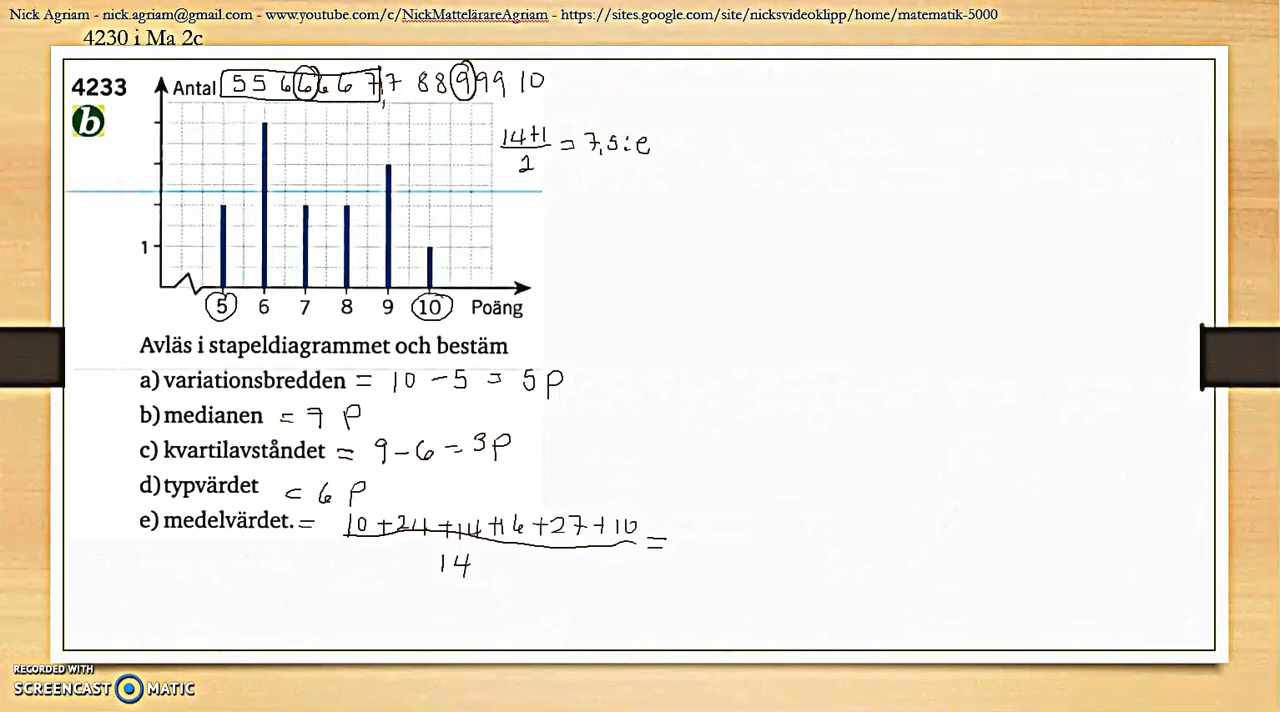 Nick Agriam - nick.agriam@gmail.com - www.youtube.com/c/NickMattelärareAgriam - https://sites.google.com/site/nicksvideoklipp/home/matematik-5000
4230 i Ma 2c
4233 Antal 5 5 6 6 6 6 7 7 8 8 9 9 9 10
b
14+1
= 7,5:e
2
1
5 6 7 8 9 10 Poäng
Avläs i stapeldiagrammet och bestäm
a) variationsbredden = 10 - 5 = 5 p
b) medianen = 7 p
c) kvartilavståndet = 9 - 6 = 3 p
d) typvärdet = 6 p
e) medelvärdet. = 10 + 24 + 14 + 16 + 27 + 10 =
14
RECORDED WITH
SCREENCAST MATIC